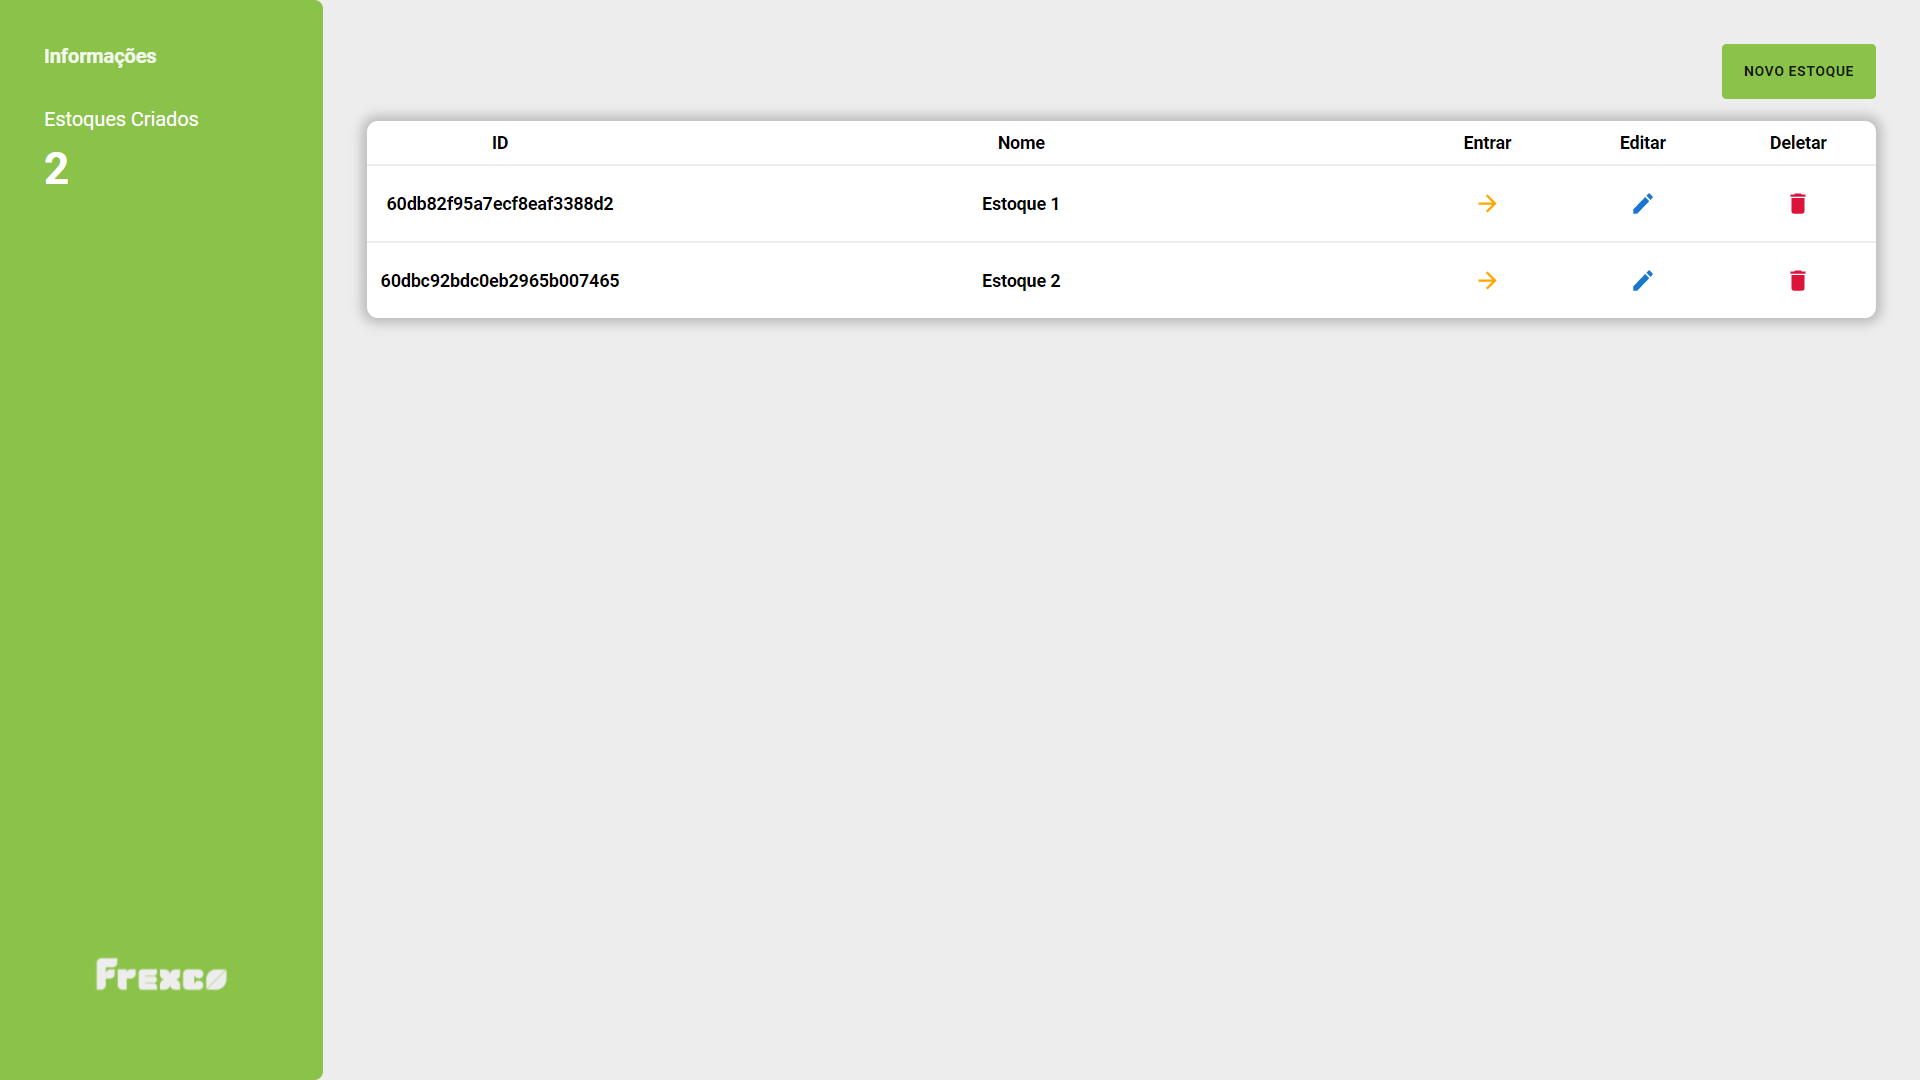 Informações
Estoques Criados
2
Frexco
NOVO ESTOQUE
ID Nome Entrar Editar Deletar
60db82f95a7ecf8eaf3388d2 Estoque 1
60dbc92bdc0eb2965b007465 Estoque 2